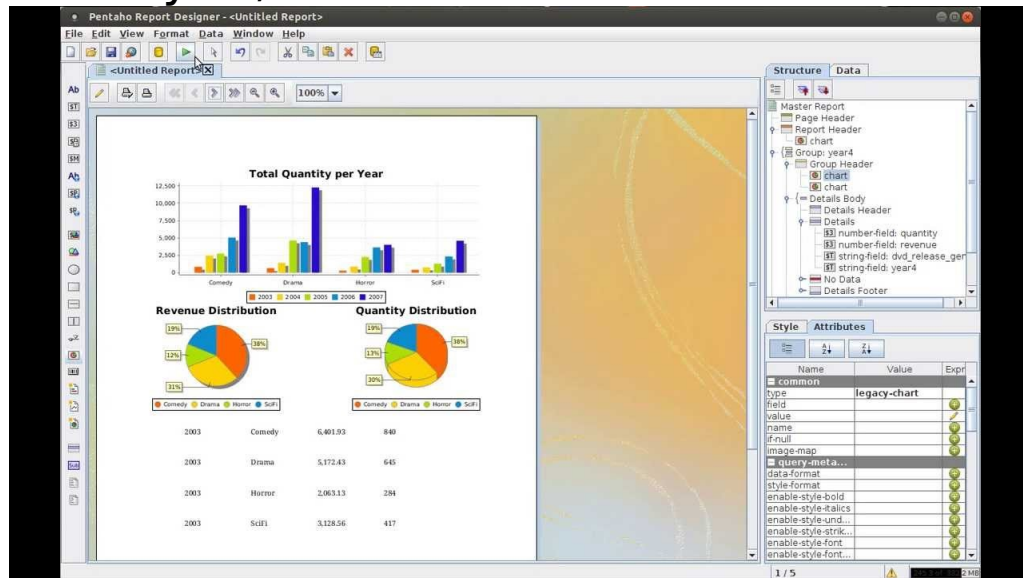 Pentaho Report Designer - <Untitled Report>
File Edit View Format Data Window Help
<Untitled Report>
100%
Total Quantity per Year
12,500
10,000
7,500
5,000
2,500
0
Comedy Drama Horror SciFi
2003 2004 2005 2006 2007
Revenue Distribution
19%
38%
12%
31%
Comedy Drama Horror SciFi
Quantity Distribution
19%
38%
13%
30%
Comedy Drama Horror SciFi
2003 Comedy 6,401.93 840
2003 Drama 5,172.43 645
2003 Horror 2,063.13 284
2003 SciFi 3,128.56 417
Structure Data
Master Report
Page Header
Report Header
chart
Group: year4
Group Header
chart
chart
Details Body
Details Header
Details
number-field: quantity
number-field: revenue
string-field: dvd_release_gen
string-field: year4
No Data
Details Footer
Style Attributes
Name Value Expr
common
type legacy-chart
field
value
name
if-null
image-map
query-meta...
data-format
style-format
enable-style-bold
enable-style-italics
enable-style-und...
enable-style-strik...
enable-style-font
enable-style-font...
1 / 5